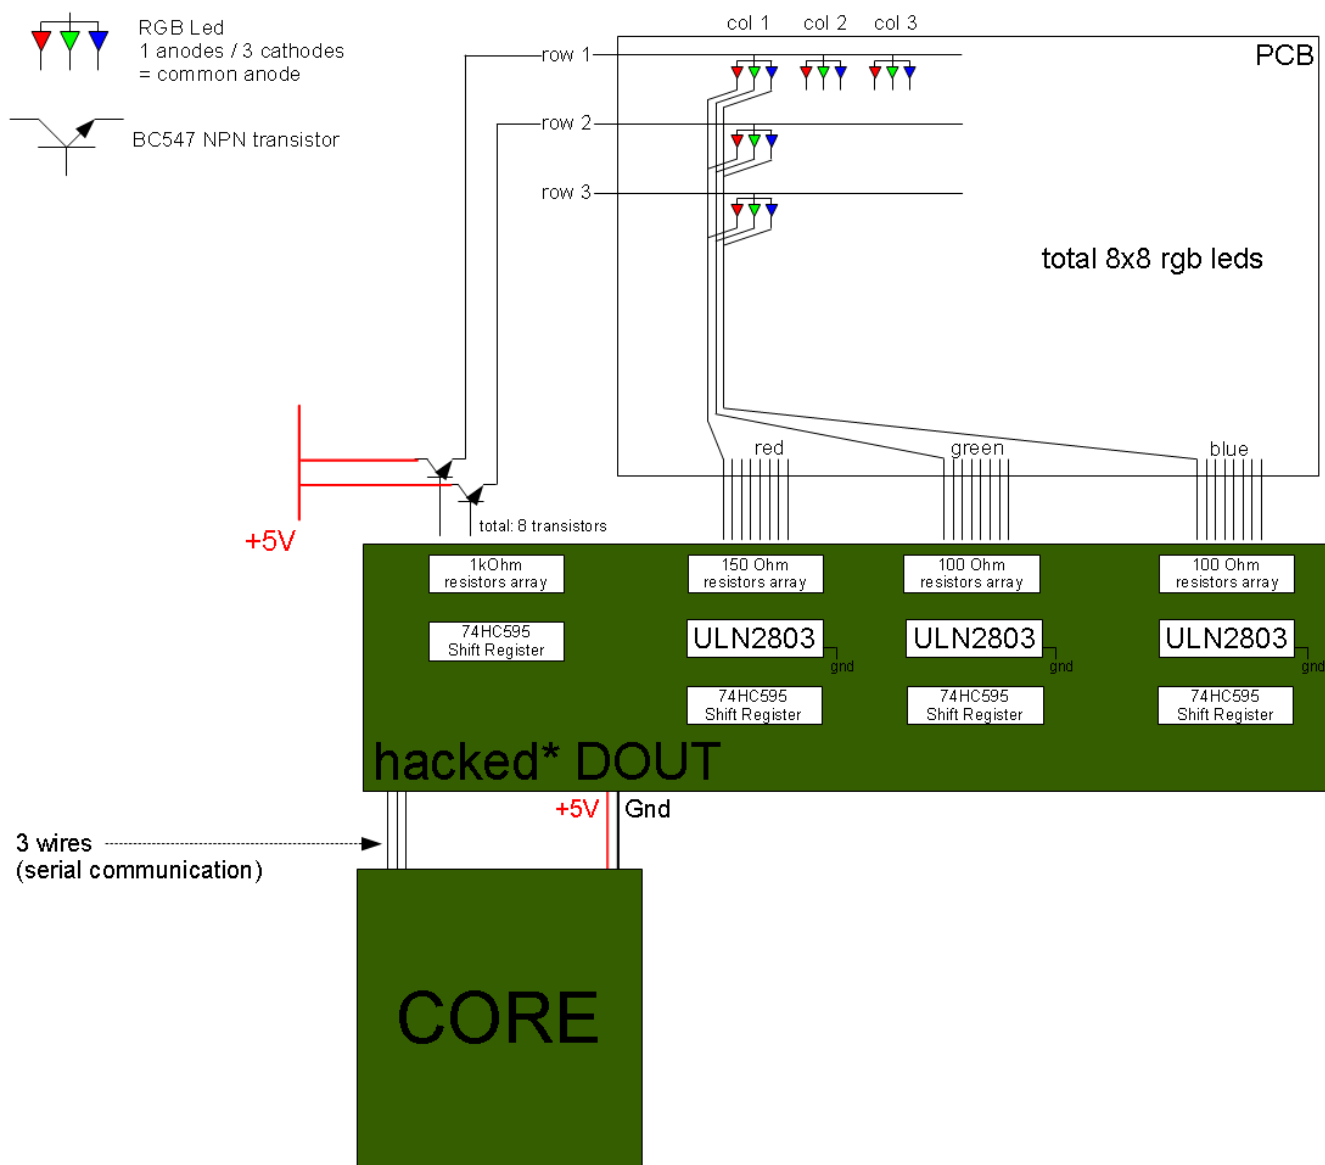 RGB Led
1 anodes / 3 cathodes
= common anode
BC547 NPN transistor
col 1
col 2
col 3
PCB
row 1
row 2
row 3
total 8x8 rgb leds
red
green
blue
+5V
total: 8 transistors
1kOhm
resistors array
150 Ohm
resistors array
100 Ohm
resistors array
100 Ohm
resistors array
74HC595
Shift Register
ULN2803
gnd
ULN2803
gnd
ULN2803
gnd
74HC595
Shift Register
74HC595
Shift Register
74HC595
Shift Register
hacked* DOUT
+5V
Gnd
3 wires
(serial communication)
CORE